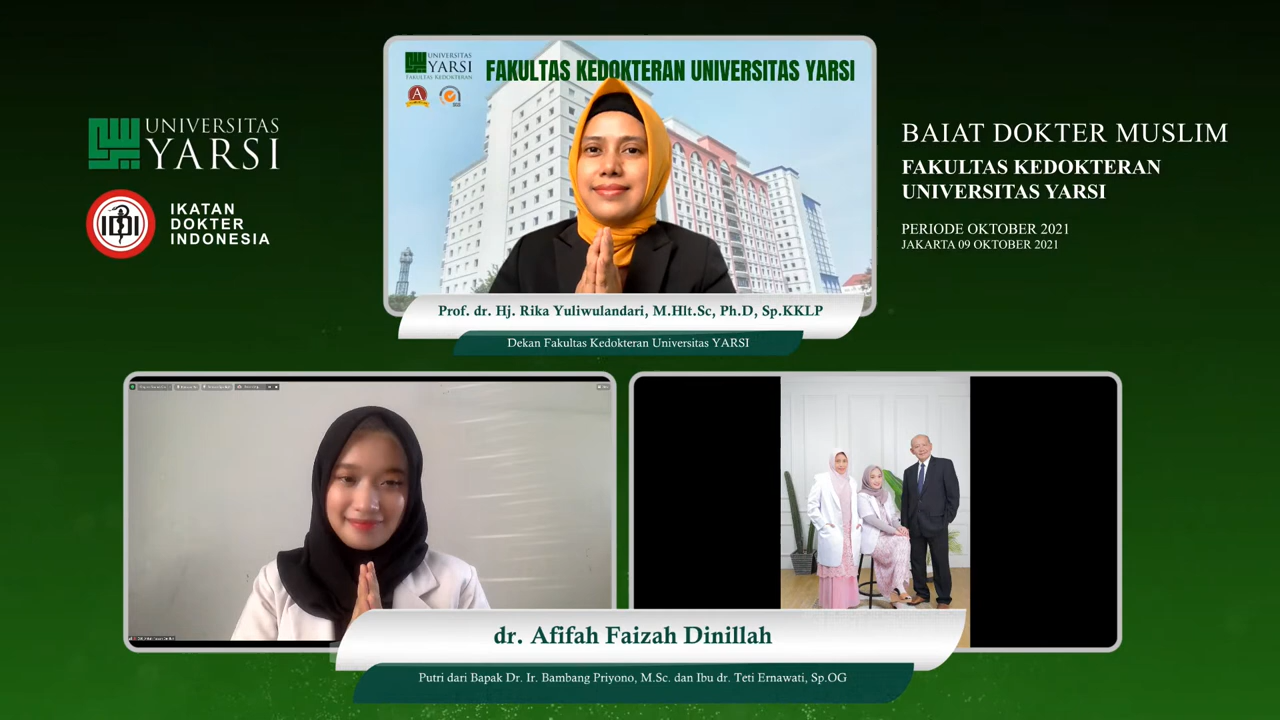 UNIVERSITAS
YARSI
IKATAN
DOKTER
INDONESIA
UNIVERSITAS
YARSI
FAKULTAS KEDOKTERAN
A
FAKULTAS KEDOKTERAN UNIVERSITAS YARSI
Prof. dr. Hj. Rika Yuliwulandari, M.Hlt.Sc, Ph.D, Sp.KKLP
Dekan Fakultas Kedokteran Universitas YARSI
BAIAT DOKTER MUSLIM
FAKULTAS KEDOKTERAN
UNIVERSITAS YARSI
PERIODE OKTOBER 2021
JAKARTA 09 OKTOBER 2021
dr. Afifah Faizah Dinillah
Putri dari Bapak Dr. Ir. Bambang Priyono, M.Sc. dan Ibu dr. Teti Ernawati, Sp.OG